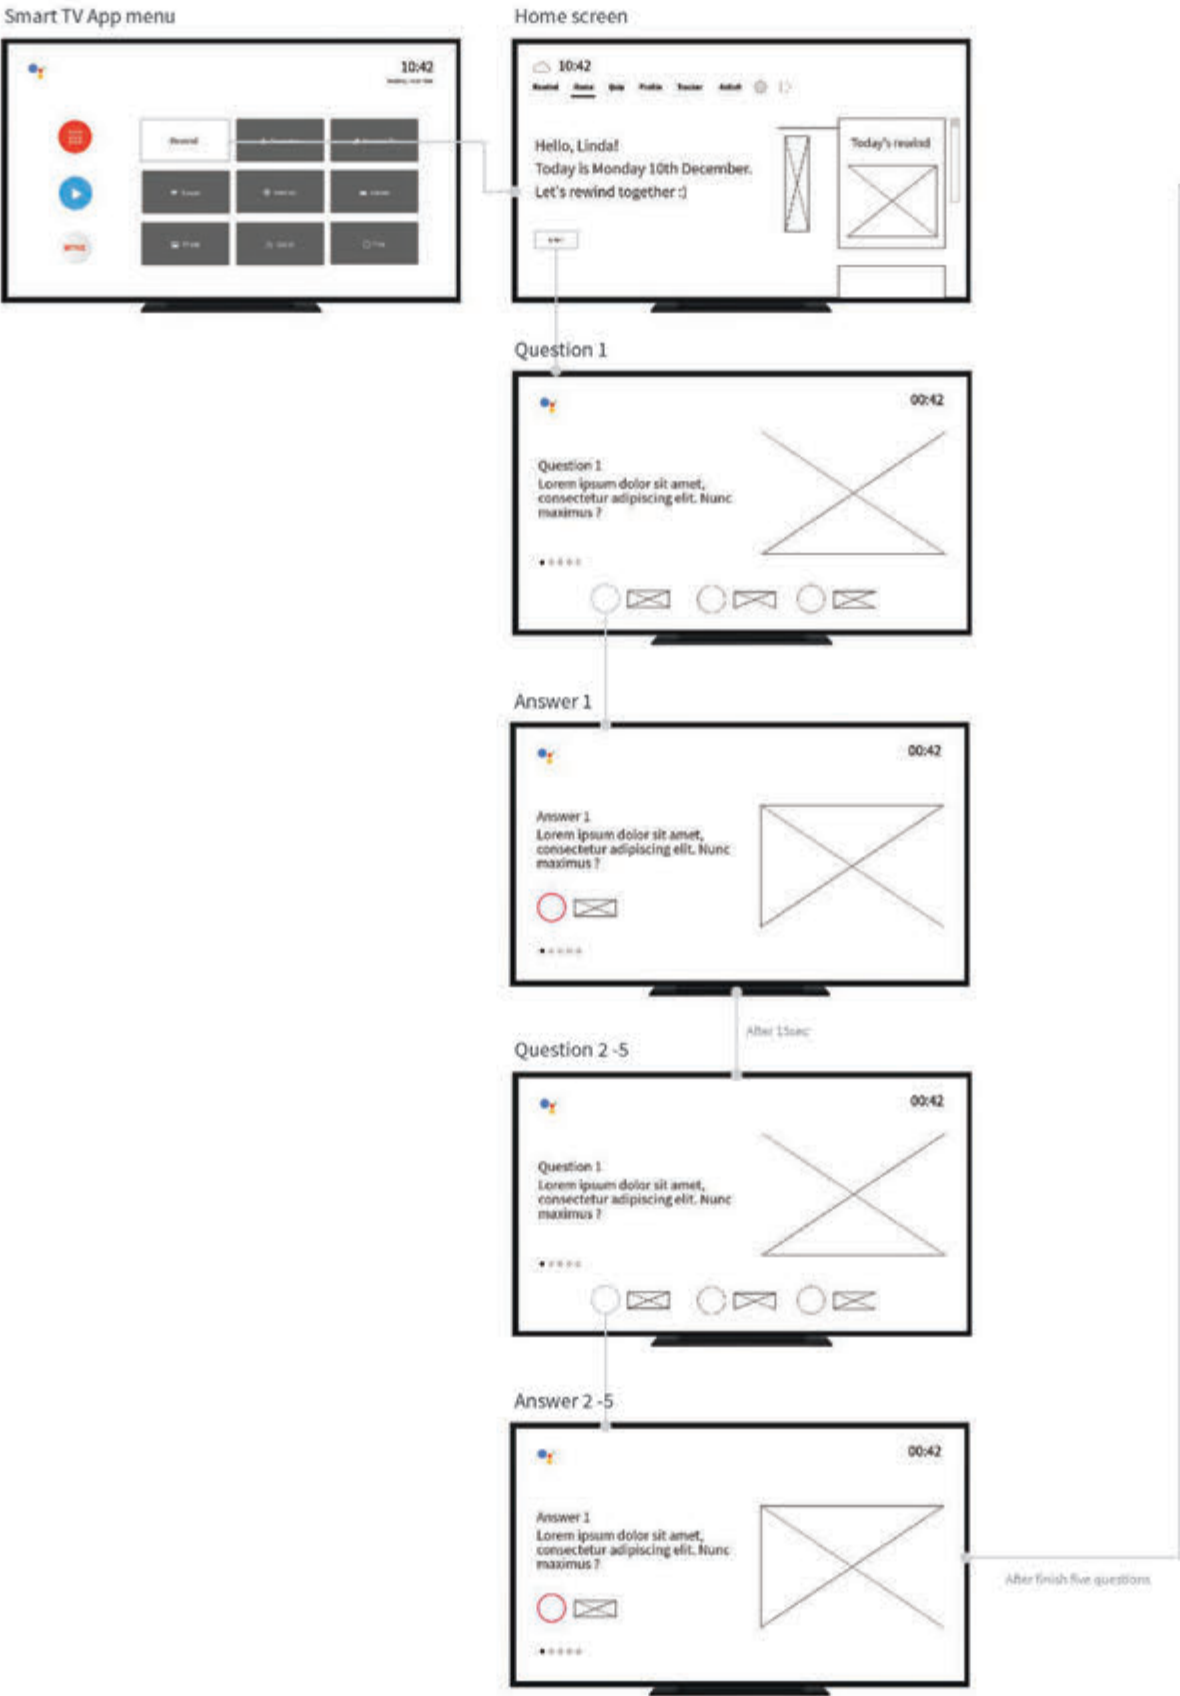 Smart TV App menu
10:42
Rewind
NETFLIX
Home screen
10:42
Rewind Home Quiz Profile Tracker
Hello, Linda!
Today is Monday 10th December.
Let's rewind together :)
Today's rewind
Question 1
00:42
Question 1
Lorem ipsum dolor sit amet,
consectetur adipiscing elit. Nunc
maximus ?
Answer 1
00:42
Answer 1
Lorem ipsum dolor sit amet,
consectetur adipiscing elit. Nunc
maximus ?
After 15sec
Question 2 -5
00:42
Question 1
Lorem ipsum dolor sit amet,
consectetur adipiscing elit. Nunc
maximus ?
Answer 2 -5
00:42
Answer 1
Lorem ipsum dolor sit amet,
consectetur adipiscing elit. Nunc
maximus ?
After finish five questions